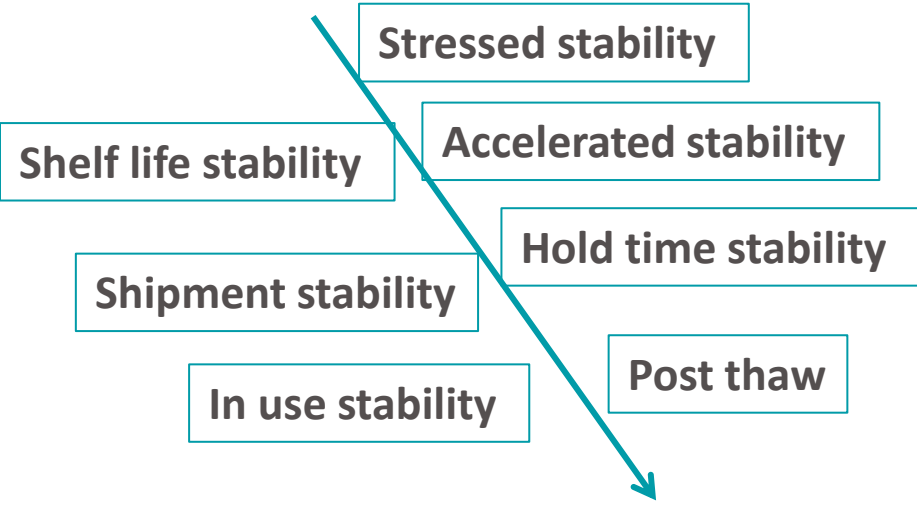 Stressed stability
Accelerated stability
Shelf life stability
Hold time stability
Shipment stability
Post thaw
In use stability